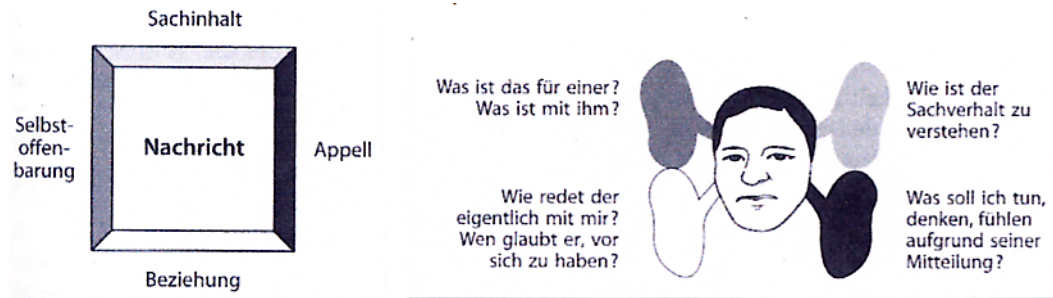 Sachinhalt
Selbst-
offen-
barung
Nachricht
Appell
Beziehung
Was ist das für einer?
Was ist mit ihm?
Wie ist der
Sachverhalt zu
verstehen?
Wie redet der
eigentlich mit mir?
Wen glaubt er, vor
sich zu haben?
Was soll ich tun,
denken, fühlen
aufgrund seiner
Mitteilung?